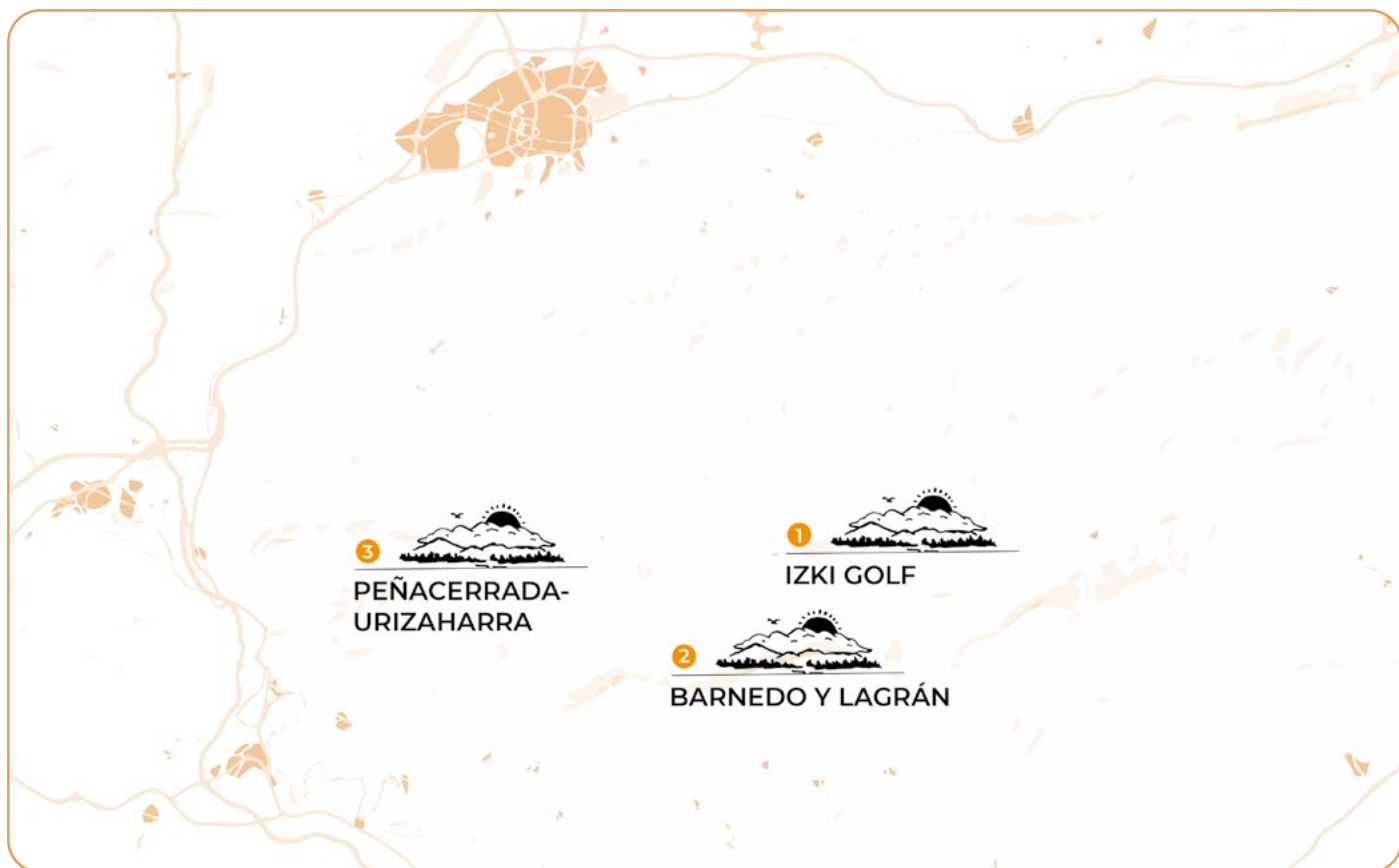 1
IZKI GOLF
3
PEÑACERRADA-
URIZAHARRA
2
BARNEDO Y LAGRÁN